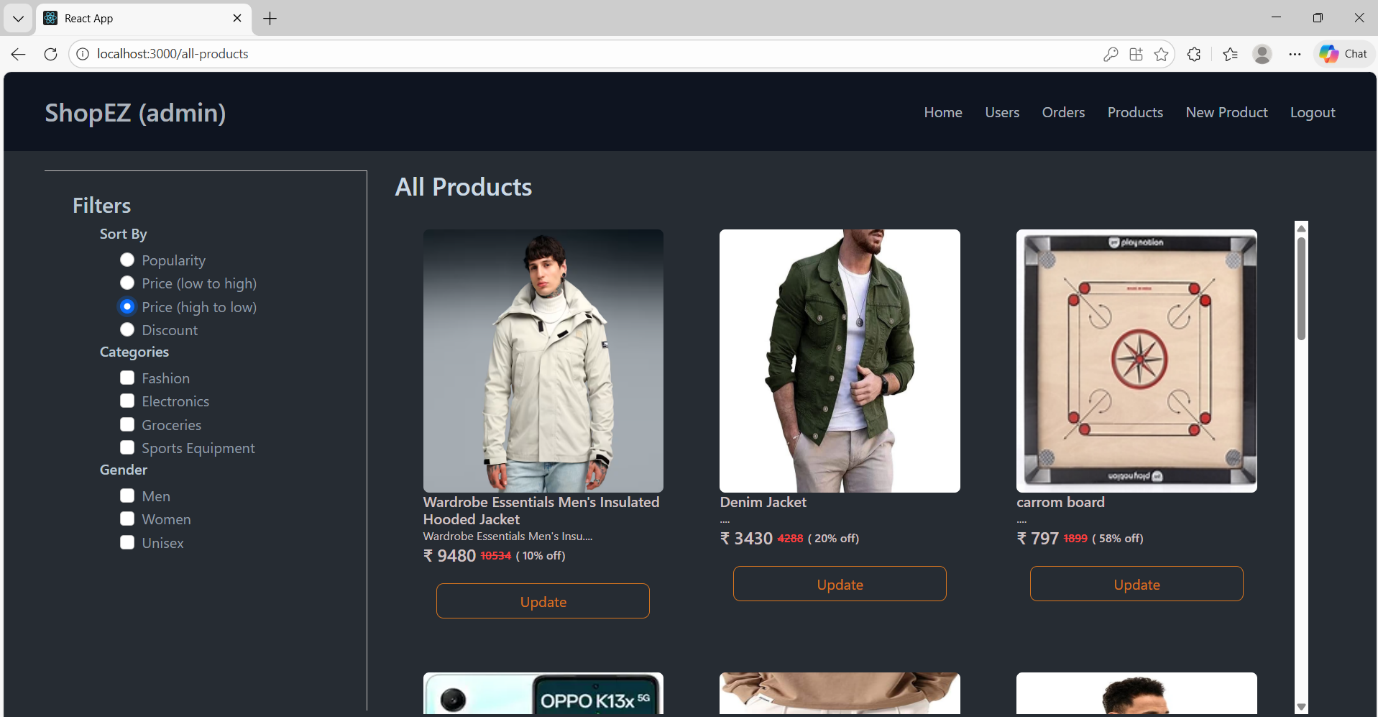 React App
localhost:3000/all-products
Chat
ShopEZ (admin)
Home
Users
Orders
Products
New Product
Logout
Filters
Sort By
Popularity
Price (low to high)
Price (high to low)
Discount
Categories
Fashion
Electronics
Groceries
Sports Equipment
Gender
Men
Women
Unisex
All Products
Wardrobe Essentials Men's Insulated
Hooded Jacket
Wardrobe Essentials Men's Insu....
₹ 9480 10534 ( 10% off)
Update
Denim Jacket
....
₹ 3430 4288 ( 20% off)
Update
play nation
play nation
carrom board
....
₹ 797 1899 ( 58% off)
Update
OPPO K13x 5G